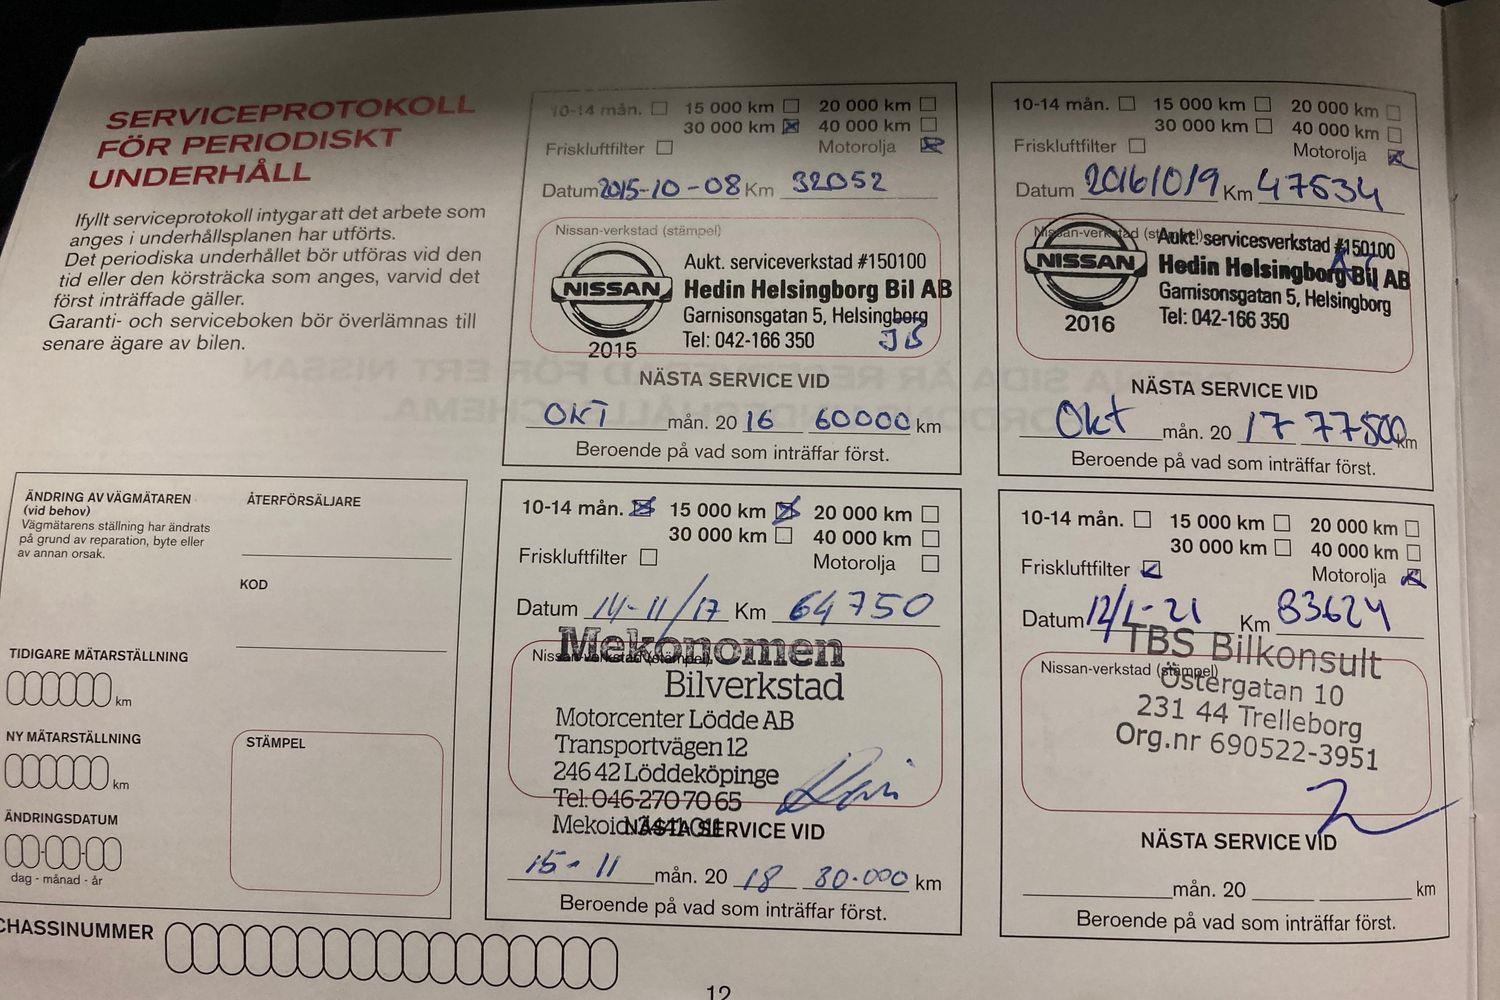 SERVICEPROTOKOLL
FÖR PERIODISKT
UNDERHÅLL
Ifyllt serviceprotokoll intygar att det arbete som
anges i underhållsplanen har utförts.
Det periodiska underhållet bör utföras vid den
tid eller den körsträcka som anges, varvid det
först inträffade gäller.
Garanti- och serviceboken bör överlämnas till
senare ägare av bilen.
10-14 mån. 15 000 km 20 000 km
30 000 km 40 000 km
Friskluftfilter Motorolja
Datum 2015-10-08 Km 32052
Nissan-verkstad (stämpel)
NISSAN
2015
Aukt. serviceverkstad #150100
Hedin Helsingborg Bil AB
Garnisonsgatan 5, Helsingborg
Tel: 042-166 350
JB
NÄSTA SERVICE VID
OKT mån. 20 16 60000 km
Beroende på vad som inträffar först.
10-14 mån. 15 000 km 20 000 km
30 000 km 40 000 km
Friskluftfilter Motorolja
Datum 20161019 Km 47534
Nissan-verkstad (stämpel)
NISSAN
2016
Aukt. servicesverkstad #150100
Hedin Helsingborg Bil AB
Garnisonsgatan 5, Helsingborg
Tel: 042-166 350
NÄSTA SERVICE VID
Okt mån. 20 17 77500 km
Beroende på vad som inträffar först.
ÄNDRING AV VÄGMÄTAREN
(vid behov)
Vägmätarens ställning har ändrats
på grund av reparation, byte eller
av annan orsak.
ÅTERFÖRSÄLJARE
KOD
TIDIGARE MÄTARSTÄLLNING
km
NY MÄTARSTÄLLNING
km
ÄNDRINGSDATUM
dag - månad - år
STÄMPEL
10-14 mån. 15 000 km 20 000 km
30 000 km 40 000 km
Friskluftfilter Motorolja
Datum 14-11/17 Km 64750
Nissan-verkstad (stämpel)
Mekonomen
Bilverkstad
Motorcenter Lödde AB
Transportvägen 12
246 42 Löddeköpinge
Tel: 046-270 70 65
Mekoid:
NÄSTA SERVICE VID
15-11 mån. 20 18 80.000 km
Beroende på vad som inträffar först.
10-14 mån. 15 000 km 20 000 km
30 000 km 40 000 km
Friskluftfilter Motorolja
Datum 12/1-21 Km 83624
Nissan-verkstad (stämpel)
TBS Bilkonsult
Östergatan 10
231 44 Trelleborg
Org.nr 690522-3951
NÄSTA SERVICE VID
mån. 20 km
Beroende på vad som inträffar först.
CHASSINUMMER
12